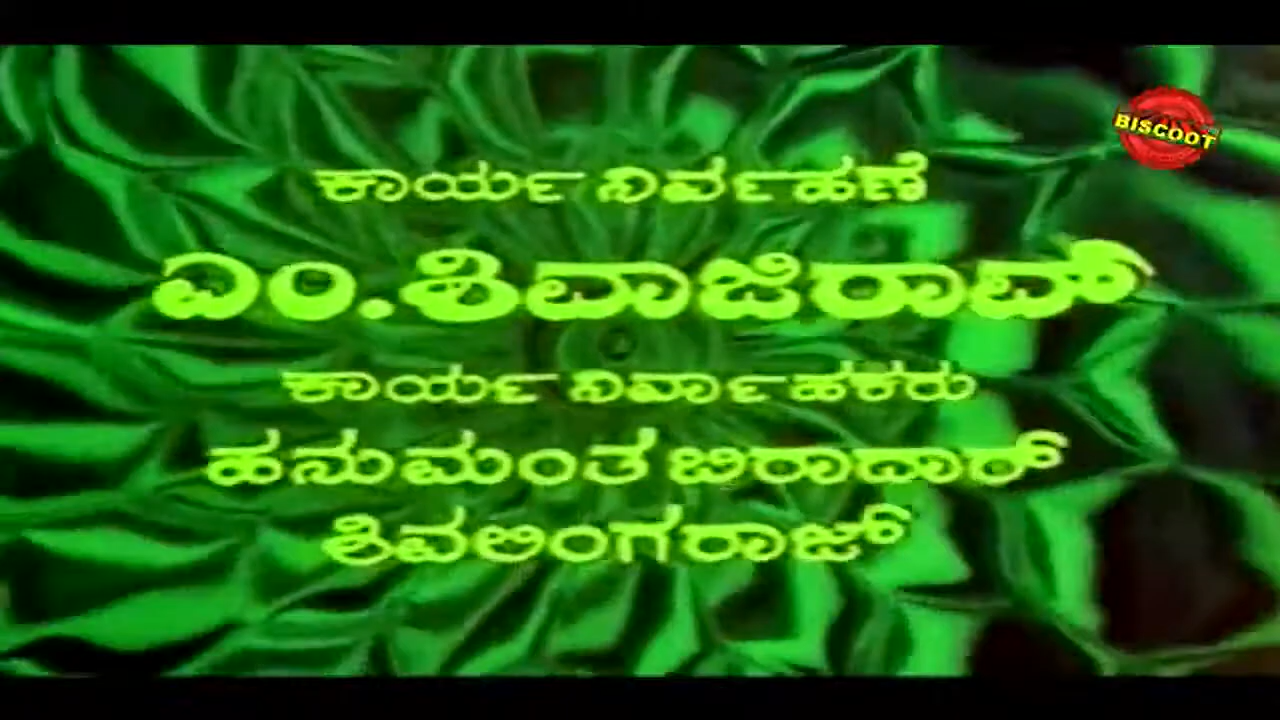 BISCOOT
ಕಾರ್ಯ ನಿರ್ವಹಣೆ
ಏಂ.ಶಿವಾಜಿರಾವ್
ಕಾರ್ಯ ನಿರ್ವಾಹಕರು
ಹನುಮಂತ ಬಿರಾದಾರ್
ಶಿವಲಿಂಗರಾಜ್